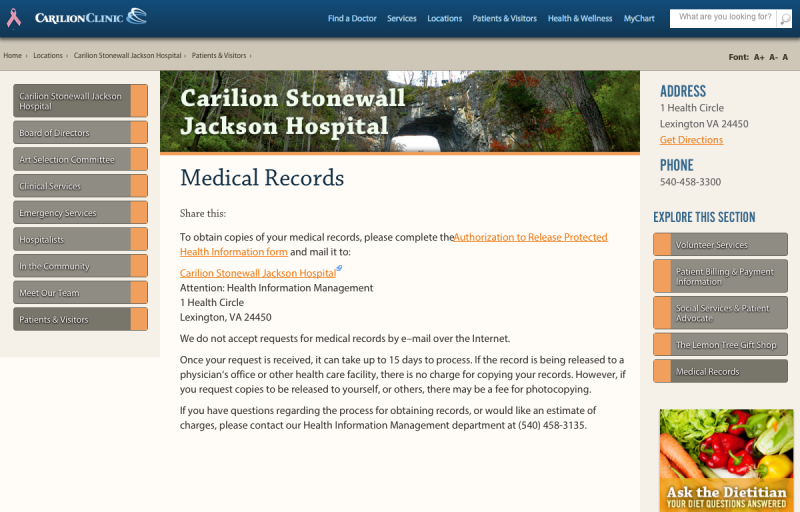 CARILIONCLINIC
Find a Doctor Services Locations Patients & Visitors Health & Wellness MyChart
What are you looking for?
Home › Locations › Carilion Stonewall Jackson Hospital › Patients & Visitors ›
Font: A+ A- A
Carilion Stonewall Jackson
Hospital
Board of Directors
Art Selection Committee
Clinical Services
Emergency Services
Hospitalists
In the Community
Meet Our Team
Patients & Visitors
Carilion Stonewall
Jackson Hospital
Medical Records
Share this:
To obtain copies of your medical records, please complete theAuthorization to Release Protected
Health Information form and mail it to:
Carilion Stonewall Jackson Hospital
Attention: Health Information Management
1 Health Circle
Lexington, VA 24450
We do not accept requests for medical records by e–mail over the Internet.
Once your request is received, it can take up to 15 days to process. If the record is being released to a
physician's office or other health care facility, there is no charge for copying your records. However, if
you request copies to be released to yourself, or others, there may be a fee for photocopying.
If you have questions regarding the process for obtaining records, or would like an estimate of
charges, please contact our Health Information Management department at (540) 458-3135.
ADDRESS
1 Health Circle
Lexington VA 24450
Get Directions
PHONE
540-458-3300
EXPLORE THIS SECTION
Volunteer Services
Patient Billing & Payment
Information
Social Services & Patient
Advocate
The Lemon Tree Gift Shop
Medical Records
Ask the Dietitian
YOUR DIET QUESTIONS ANSWERED